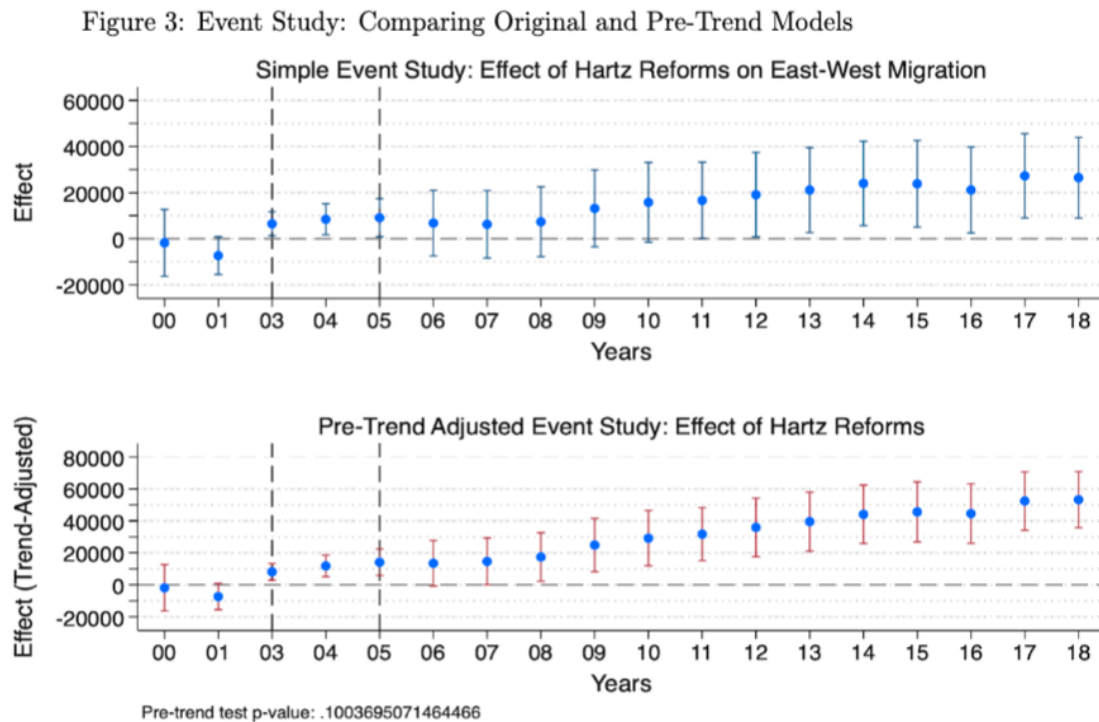 Figure 3: Event Study: Comparing Original and Pre-Trend Models
Simple Event Study: Effect of Hartz Reforms on East-West Migration
Effect
60000
40000
20000
0
-20000
00 01 03 04 05 06 07 08 09 10 11 12 13 14 15 16 17 18
Years
Pre-Trend Adjusted Event Study: Effect of Hartz Reforms
Effect (Trend-Adjusted)
80000
60000
40000
20000
0
-20000
00 01 03 04 05 06 07 08 09 10 11 12 13 14 15 16 17 18
Years
Pre-trend test p-value: .1003695071464466